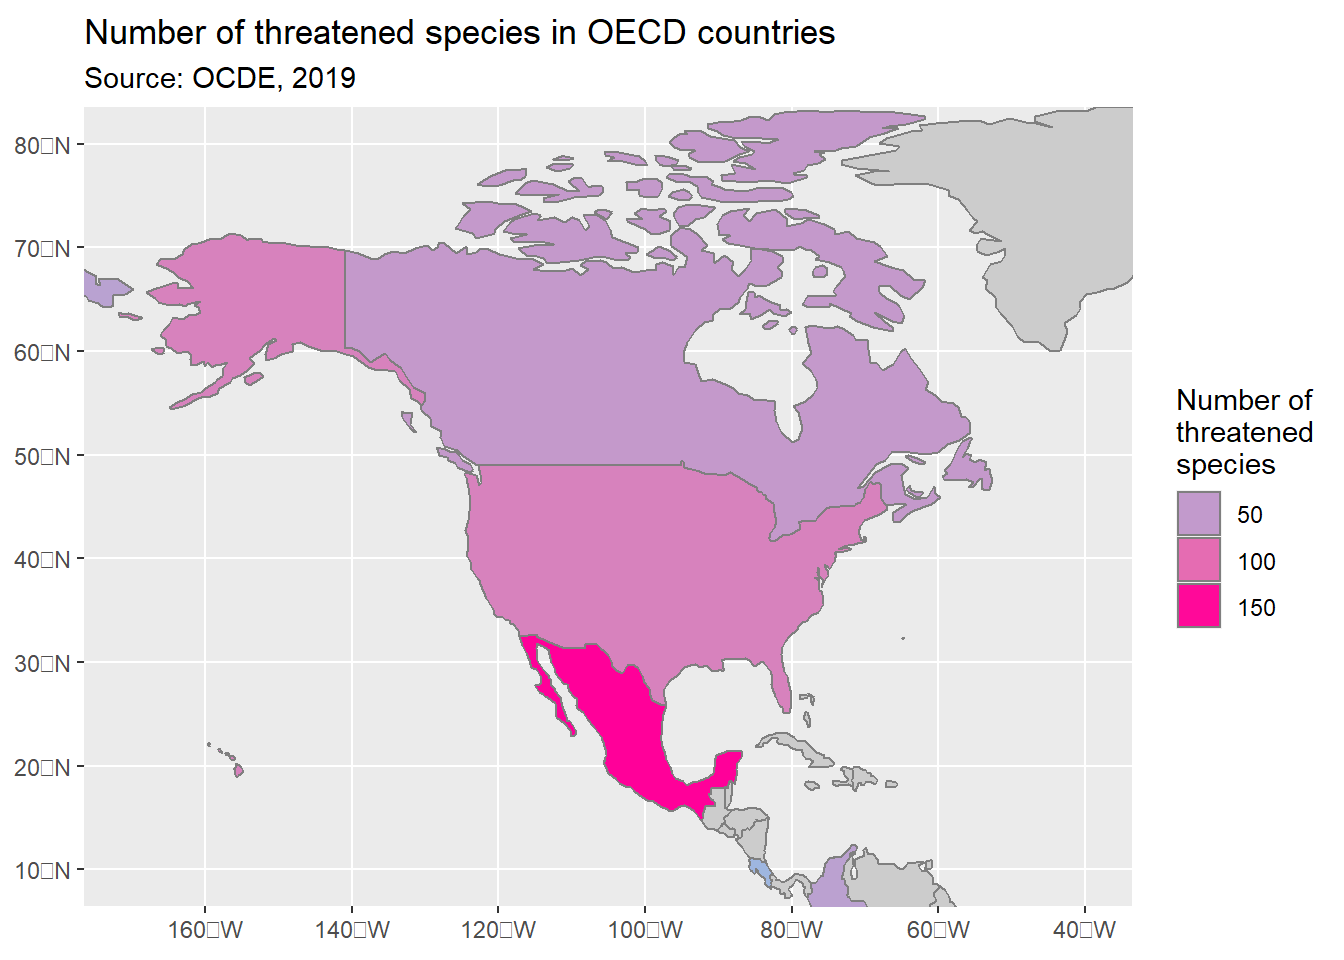 Number of threatened species in OECD countries
Source: OCDE, 2019
80▯N
70▯N
60▯N
50▯N
40▯N
30▯N
20▯N
10▯N
160▯W
140▯W
120▯W
100▯W
80▯W
60▯W
40▯W
Number of
threatened
species
50
100
150